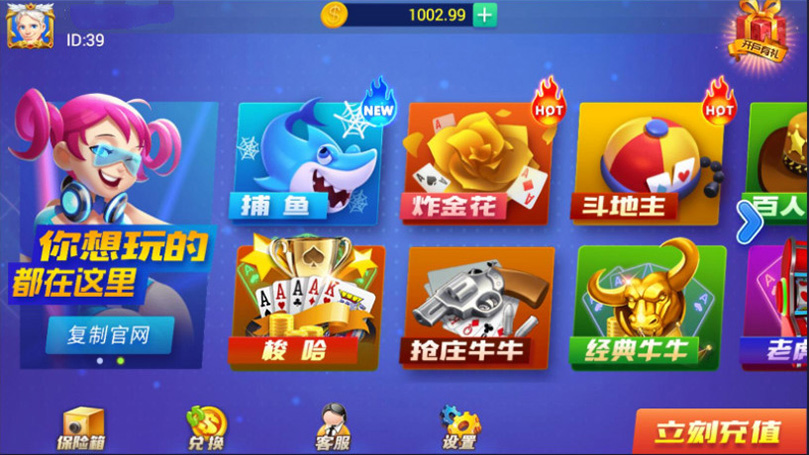 ID:39
1002.99
开户有礼
NEW
HOT
HOT
捕鱼
炸金花
斗地主
百人
你想玩的
都在这里
复制官网
梭哈
抢庄牛牛
经典牛牛
老虎
保险箱
兑换
客服
设置
立刻充值